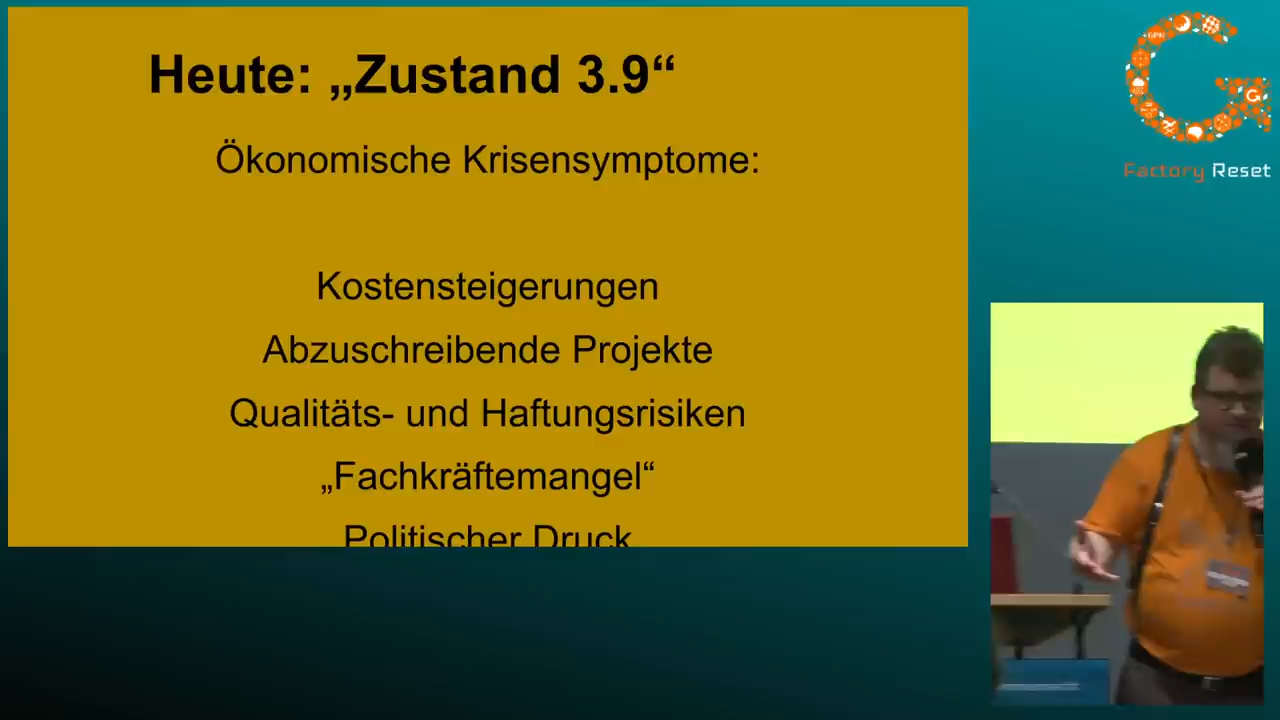 Heute: „Zustand 3.9“
Ökonomische Krisensymptome:
Kostensteigerungen
Abzuschreibende Projekte
Qualitäts- und Haftungsrisiken
„Fachkräftemangel“
Politischer Druck
Factory Reset